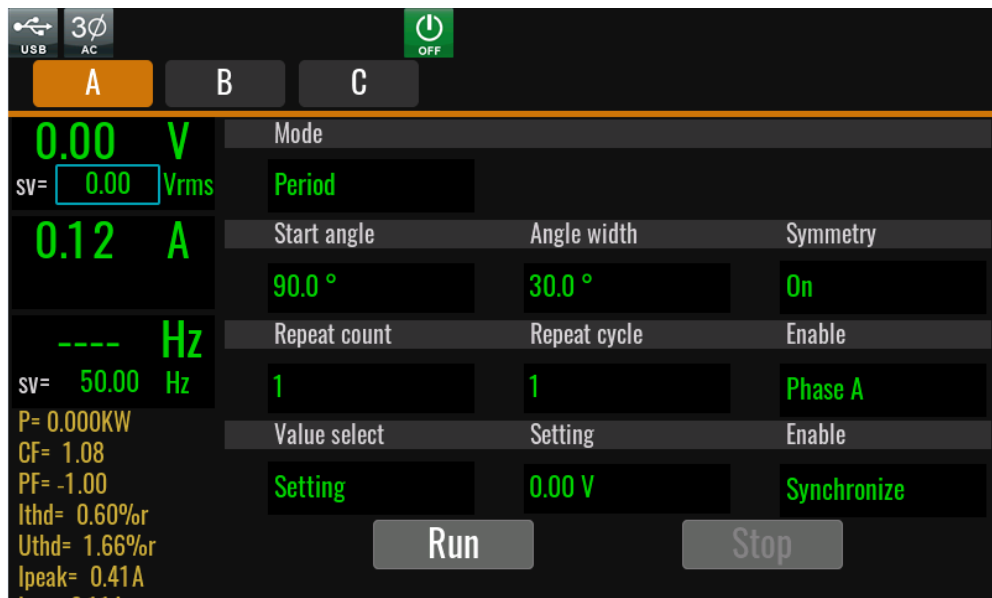 USB
3Ø
AC
OFF
A B C
0.00 V
sv= 0.00 Vrms
0.12 A
---- Hz
sv= 50.00 Hz
P= 0.000KW
CF= 1.08
PF= -1.00
Ithd= 0.60%r
Uthd= 1.66%r
Ipeak= 0.41A
Mode
Period
Start angle Angle width Symmetry
90.0 ° 30.0 ° On
Repeat count Repeat cycle Enable
1 1 Phase A
Value select Setting Enable
Setting 0.00 V Synchronize
Run Stop